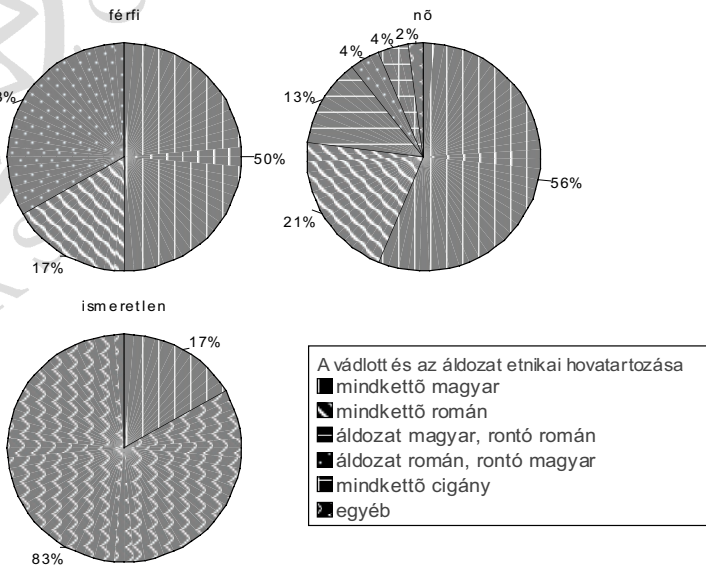 férfi
50%
17%
nõ
4%
4%
2%
13%
56%
21%
ismeretlen
17%
83%
A vádlott és az áldozat etnikai hovatartozása
mindkettõ magyar
mindkettõ román
áldozat magyar, rontó román
áldozat román, rontó magyar
mindkettõ cigány
egyéb